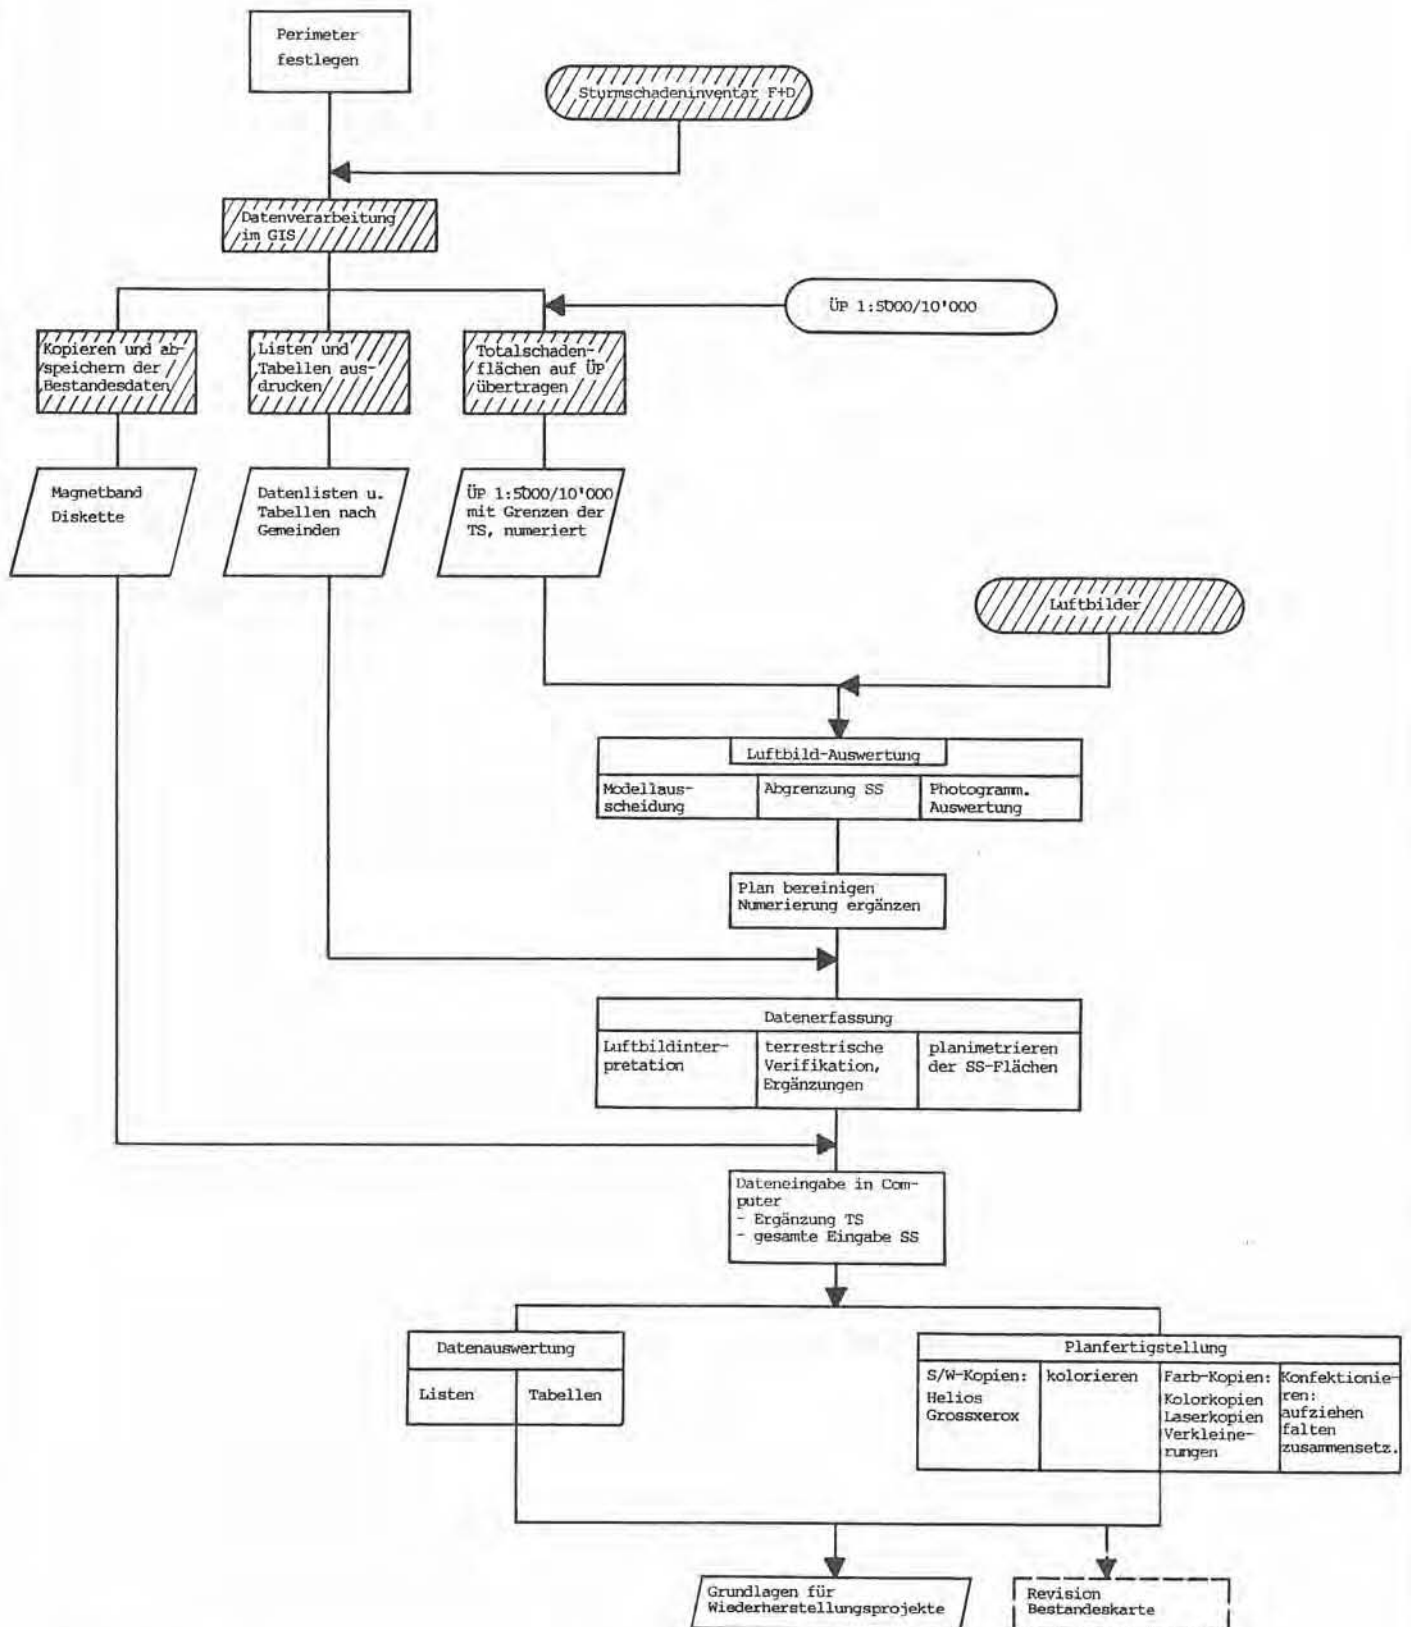 Perimeter
festlegen
Sturmschadeninventar F+D
Datenverarbeitung
im GIS
ÜP 1:5000/10'000
Kopieren und ab-
speichern der
Bestandesdaten
Listen und
Tabellen aus-
drucken
Totalschaden-
flächen auf ÜP
übertragen
Magnetband
Diskette
Datenlisten u.
Tabellen nach
Gemeinden
ÜP 1:5000/10'000
mit Grenzen der
TS, numeriert
Luftbilder
Luftbild-Auswertung
Modellaus-
scheidung
Abgrenzung SS
Photogramm.
Auswertung
Plan bereinigen
Numerierung ergänzen
Datenerfassung
Luftbildinter-
pretation
terrestrische
Verifikation,
Ergänzungen
planimetrieren
der SS-Flächen
Dateneingabe in Com-
puter
- Ergänzung TS
- gesamte Eingabe SS
Datenauswertung
Listen
Tabellen
Planfertigstellung
S/W-Kopien:
Helios
Grossxerox
kolorieren
Farb-Kopien:
Kolorkopien
Laserkopien
Verkleine-
rungen
Konfektionie-
ren:
aufziehen
falten
zusammensetz.
Grundlagen für
Wiederherstellungsprojekte
Revision
Bestandeskarte